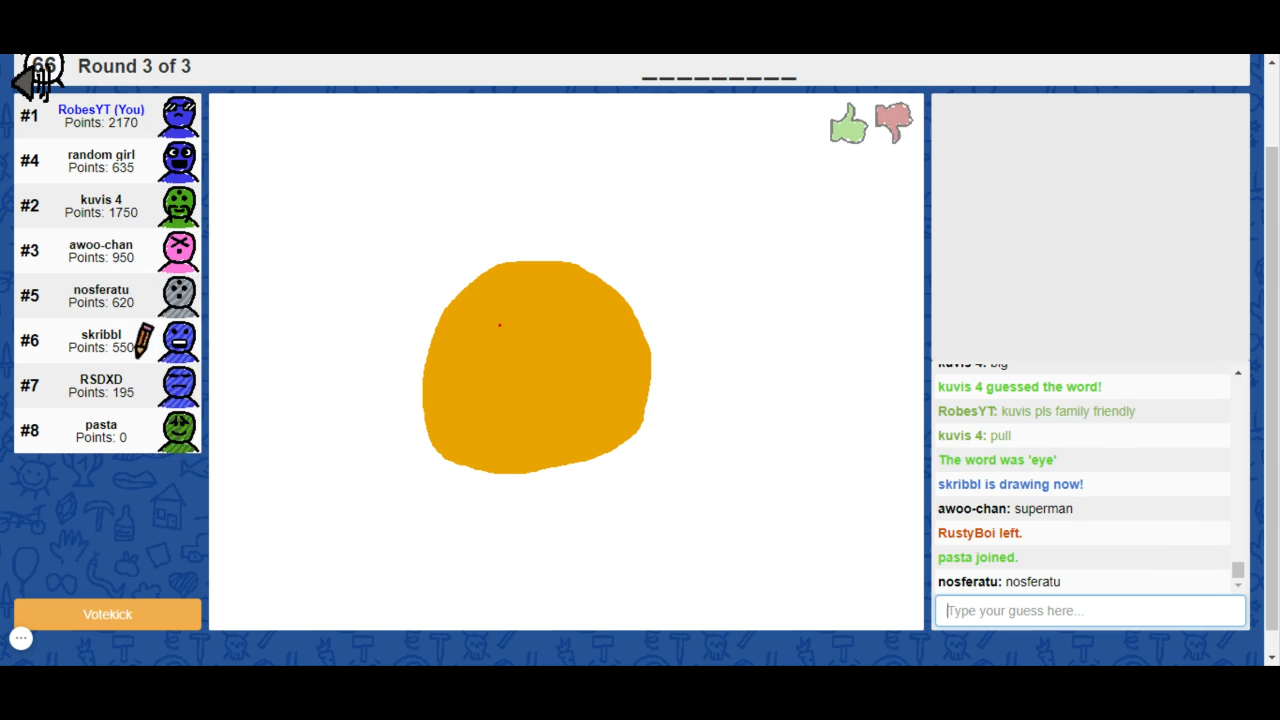 66 Round 3 of 3
_ _ _ _ _ _ _ _ _
#1 RobesYT (You)
Points: 2170
#4 random girl
Points: 635
#2 kuvis 4
Points: 1750
#3 awoo-chan
Points: 950
#5 nosferatu
Points: 620
#6 skribbl
Points: 550
#7 RSDXD
Points: 195
#8 pasta
Points: 0
Votekick
...
kuvis 4: big
kuvis 4 guessed the word!
RobesYT: kuvis pls family friendly
kuvis 4: pull
The word was 'eye'
skribbl is drawing now!
awoo-chan: superman
RustyBoi left.
pasta joined.
nosferatu: nosferatu
Type your guess here...